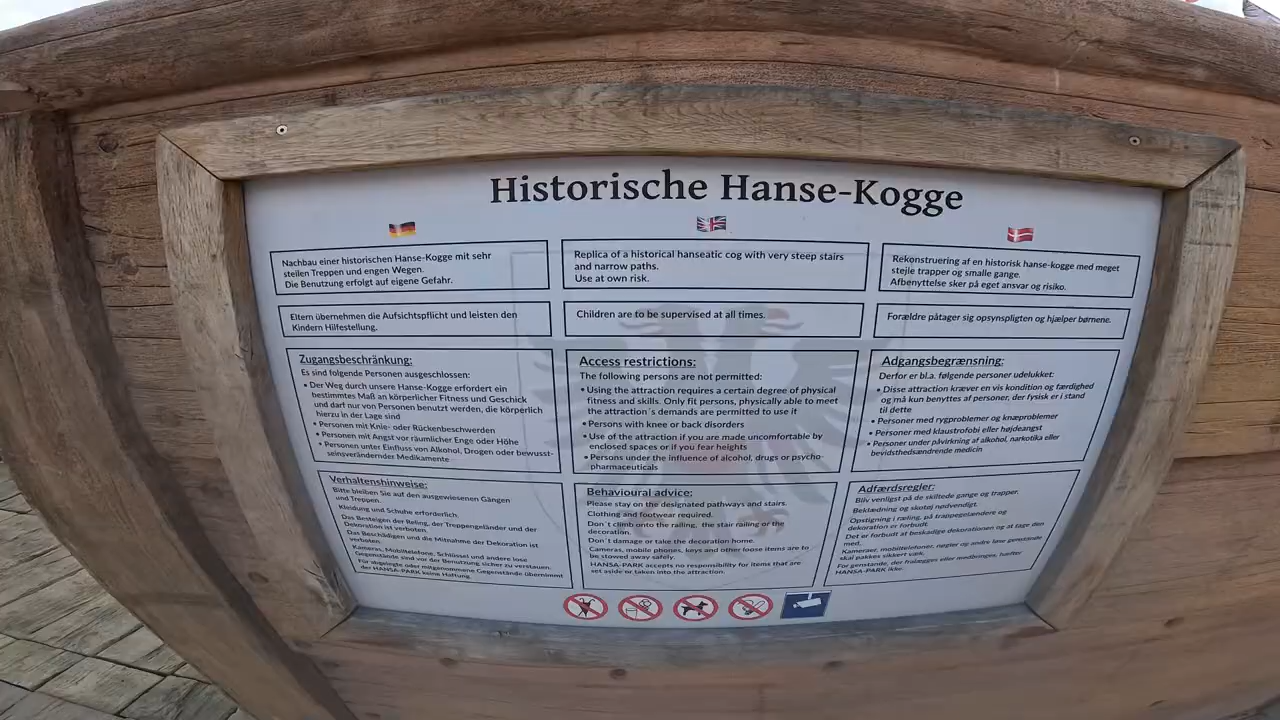 Historische Hanse-Kogge
Nachbau einer historischen Hanse-Kogge mit sehr
steilen Treppen und engen Wegen.
Die Benutzung erfolgt auf eigene Gefahr.
Eltern übernehmen die Aufsichtspflicht und leisten den
Kindern Hilfestellung.
Zugangsbeschränkung:
Es sind folgende Personen ausgeschlossen:
• Der Weg durch unsere Hanse-Kogge erfordert ein
bestimmtes Maß an körperlicher Fitness und Geschick
und darf nur von Personen benutzt werden, die körperlich
hierzu in der Lage sind
• Personen mit Knie- oder Rückenbeschwerden
• Personen mit Angst vor räumlicher Enge oder Höhe
• Personen unter Einfluss von Alkohol, Drogen oder bewusst-
seinsverändernder Medikamente
Verhaltenshinweise:
Bitte bleiben Sie auf den ausgewiesenen Gängen
und Treppen.
Kleidung und Schuhe erforderlich.
Das Besteigen der Reling, der Treppengeländer und der
Dekoration ist verboten.
Das Beschädigen und die Mitnahme der Dekoration ist
verboten.
Kameras, Mobiltelefone, Schlüssel und andere lose
Gegenstände sind vor der Benutzung sicher zu verstauen.
Für abgelegte oder mitgenommene Gegenstände übernimmt
der HANSA-PARK keine Haftung.
Replica of a historical hanseatic cog with very steep stairs
and narrow paths.
Use at own risk.
Children are to be supervised at all times.
Access restrictions:
The following persons are not permitted:
• Using the attraction requires a certain degree of physical
fitness and skills. Only fit persons, physically able to meet
the attraction´s demands are permitted to use it
• Persons with knee or back disorders
• Use of the attraction if you are made uncomfortable by
enclosed spaces or if you fear heights
• Persons under the influence of alcohol, drugs or psycho-
pharmaceuticals
Behavioural advice:
Please stay on the designated pathways and stairs.
Clothing and footwear required.
Don´t climb onto the railing, the stair railing or the
decoration.
Don´t damage or take the decoration home.
Cameras, mobile phones, keys and other loose items are to
be stowed away safely.
HANSA-PARK accepts no responsibility for items that are
set aside or taken into the attraction.
Rekonstruering af en historisk hanse-kogge med meget
stejle trapper og smalle gange.
Afbenyttelse sker på eget ansvar og risiko.
Forældre påtager sig opsynspligten og hjælper børnene.
Adgangsbegrænsning:
Derfor er bl.a. følgende personer udelukket:
• Disse attraction kræver en vis kondition og færdighed
og må kun benyttes af personer, der fysisk er i stand
til dette
• Personer med rygproblemer og knæproblemer
• Personer med klaustrofobi eller højdeangst
• Personer under påvirkning af alkohol, narkotika eller
bevidsthedsændrende medicin
Adfærdsregler:
Bliv venligst på de skiltede gange og trapper.
Beklædning og skotøj nødvendigt.
Opstigning i ræling, på trappegelændere og
dekoration er forbudt.
Det er forbudt at beskadige dekorationen og at tage den
med.
Kameraer, mobiltelefoner, nøgler og andre løse genstande
skal pakkes sikkert væk.
For genstande, der fralægges eller medbringes, hæfter
HANSA-PARK ikke.